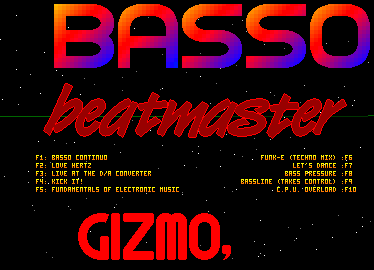 BASSO
beatmaster
F1: BASSO CONTINUO
F2: LOVE HERTZ
F3: LIVE AT THE D/A CONVERTER
F4: KICK IT!
F5: FUNDAMENTALS OF ELECTRONIC MUSIC
FUNK-E (TECHNO MIX) :F6
LET'S DANCE :F7
BASS PRESSURE :F8
BASSLINE (TAKES CONTROL) :F9
C.P.U. OVERLOAD :F10
GIZMO,